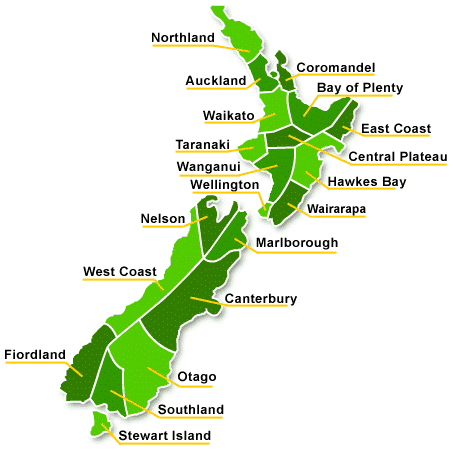 Northland
Coromandel
Auckland
Bay of Plenty
Waikato
East Coast
Taranaki
Central Plateau
Wanganui
Hawkes Bay
Wellington
Wairarapa
Nelson
Marlborough
West Coast
Canterbury
Fiordland
Otago
Southland
Stewart Island